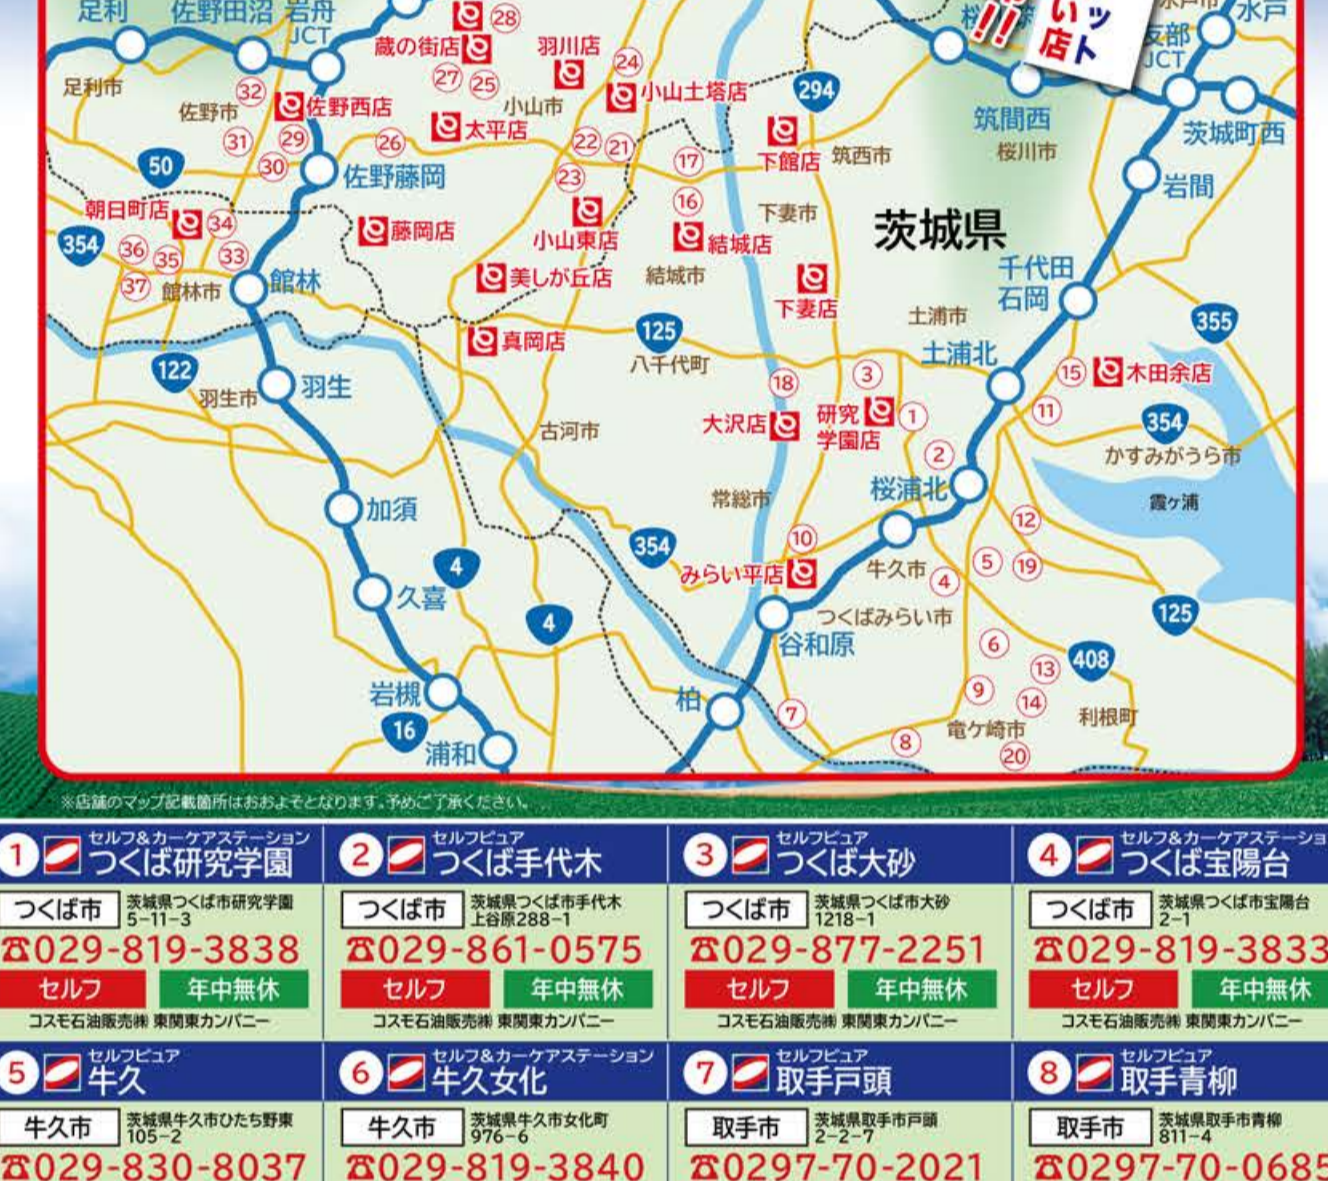 足利
佐野田沼
岩舟
JCT
28
蔵の街店
羽川店
24
27
25
小山土塔店
小山市
足利市
佐野市
32
佐野西店
太平店
294
い店
ット
!!
友部
JCT
水戸
筑間西
桜川市
茨城町西
31
29
26
22
21
17
下館店
筑西市
50
30
佐野藤岡
23
16
岩間
朝日町店
34
藤岡店
小山東店
結城店
下妻市
茨城県
354
36
35
33
37
館林市
館林
美しが丘店
結城市
下妻店
千代田
石岡
土浦市
355
真岡店
125
八千代町
土浦北
15
木田余店
122
羽生市
羽生
18
3
大沢店
研究
学園店
1
11
354
かすみがうら市
古河市
2
桜浦北
霞ヶ浦
常総市
加須
354
10
12
みらい平店
牛久市
4
5
19
4
久喜
つくばみらい市
125
4
谷和原
6
13
408
岩槻
柏
9
14
16
7
利根町
竜ケ崎市
浦和
8
20
※店舗のマップ記載箇所はおおよそとなります。予めご了承ください。
1 セルフ&カーケアステーション
つくば研究学園
つくば市 茨城県つくば市研究学園
5-11-3
☎029-819-3838
セルフ 年中無休
コスモ石油販売㈱ 東関東カンパニー
2 セルフピュア
つくば手代木
つくば市 茨城県つくば市手代木
上谷原288-1
☎029-861-0575
セルフ 年中無休
コスモ石油販売㈱ 東関東カンパニー
3 セルフピュア
つくば大砂
つくば市 茨城県つくば市大砂
1218-1
☎029-877-2251
セルフ 年中無休
コスモ石油販売㈱ 東関東カンパニー
4 セルフ&カーケアステーショ
つくば宝陽台
つくば市 茨城県つくば市宝陽台
2-1
☎029-819-3833
セルフ 年中無休
コスモ石油販売㈱ 東関東カンパニー
5 セルフピュア
牛久
牛久市 茨城県牛久市ひたち野東
105-2
☎029-830-8037
6 セルフ&カーケアステーション
牛久女化
牛久市 茨城県牛久市女化町
976-6
☎029-819-3840
7 セルフピュア
取手戸頭
取手市 茨城県取手市戸頭
2-2-7
☎0297-70-2021
8 セルフピュア
取手青柳
取手市 茨城県取手市青柳
811-4
☎0297-70-0685